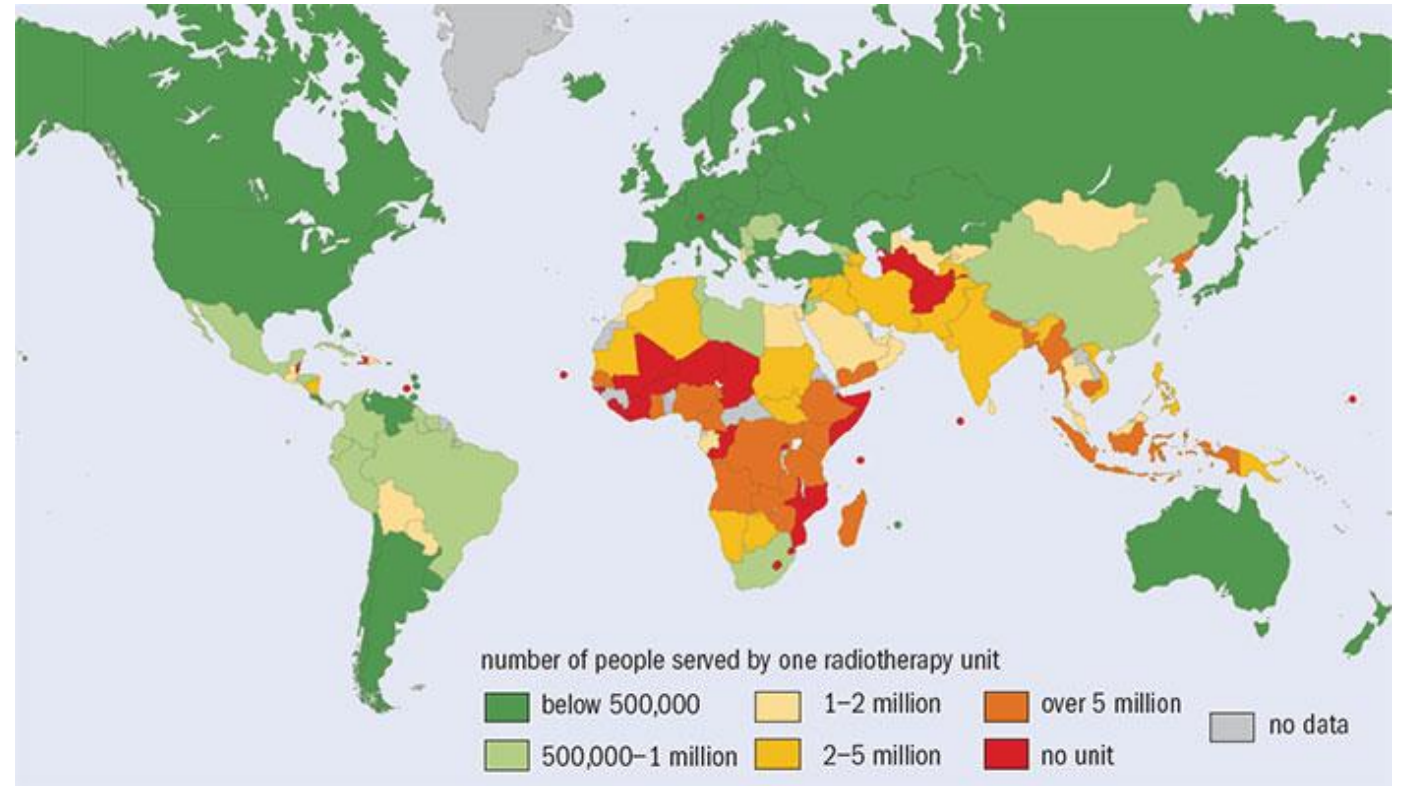 number of people served by one radiotherapy unit
below 500,000
500,000–1 million
1–2 million
2–5 million
over 5 million
no unit
no data